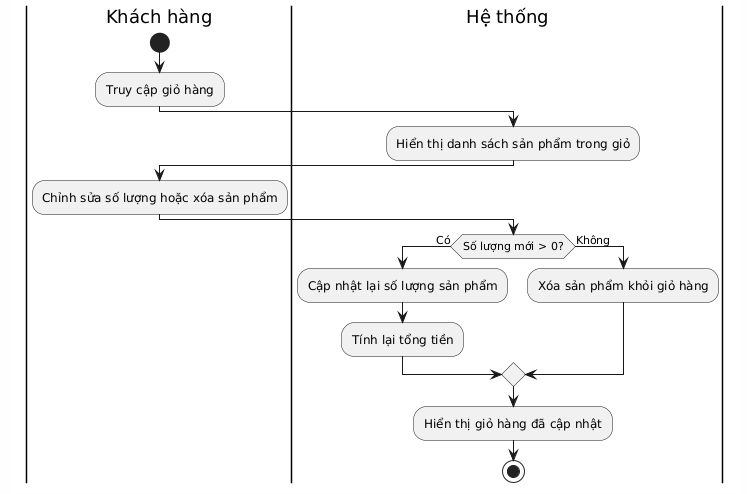 Khách hàng
Hệ thống
Truy cập giỏ hàng
Hiển thị danh sách sản phẩm trong giỏ
Chỉnh sửa số lượng hoặc xóa sản phẩm
Số lượng mới > 0?
Có
Không
Cập nhật lại số lượng sản phẩm
Xóa sản phẩm khỏi giỏ hàng
Tính lại tổng tiền
Hiển thị giỏ hàng đã cập nhật